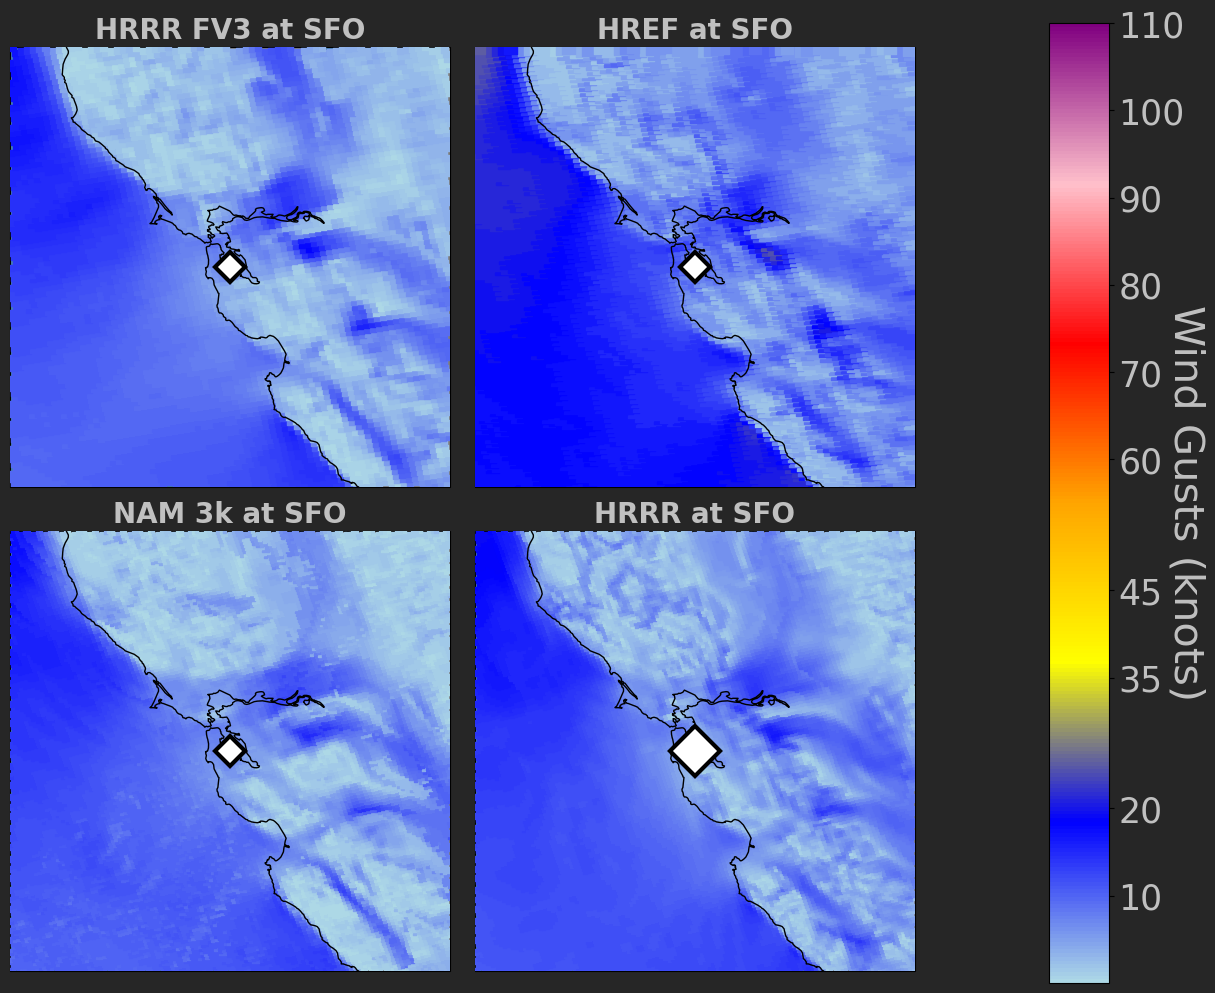 HRRR FV3 at SFO
HREF at SFO
NAM 3k at SFO
HRRR at SFO
110
100
90
80
70
60
45
35
20
10
Wind Gusts (knots)